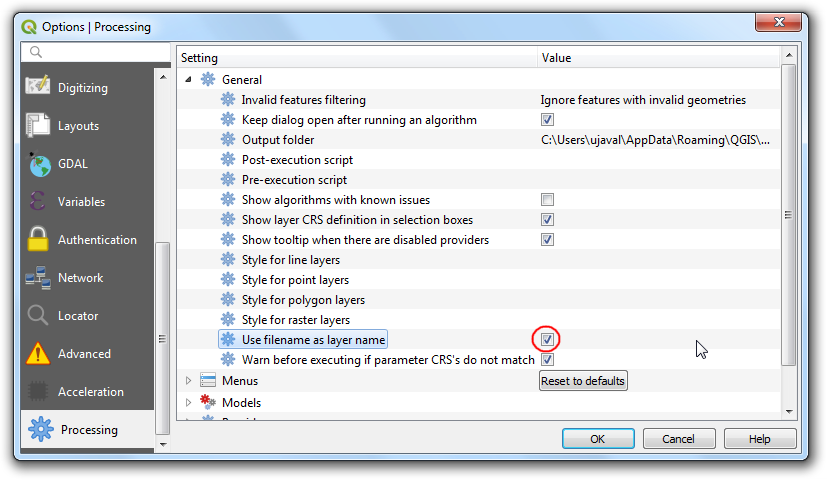 Options | Processing
Setting
Value
Digitizing
Layouts
GDAL
Variables
Authentication
Network
Locator
Advanced
Acceleration
Processing
General
Invalid features filtering Ignore features with invalid geometries
Keep dialog open after running an algorithm
Output folder C:\Users\ujaval\AppData\Roaming\QGIS\...
Post-execution script
Pre-execution script
Show algorithms with known issues
Show layer CRS definition in selection boxes
Show tooltip when there are disabled providers
Style for line layers
Style for point layers
Style for polygon layers
Style for raster layers
Use filename as layer name
Warn before executing if parameter CRS's do not match
Menus Reset to defaults
Models
OK
Cancel
Help